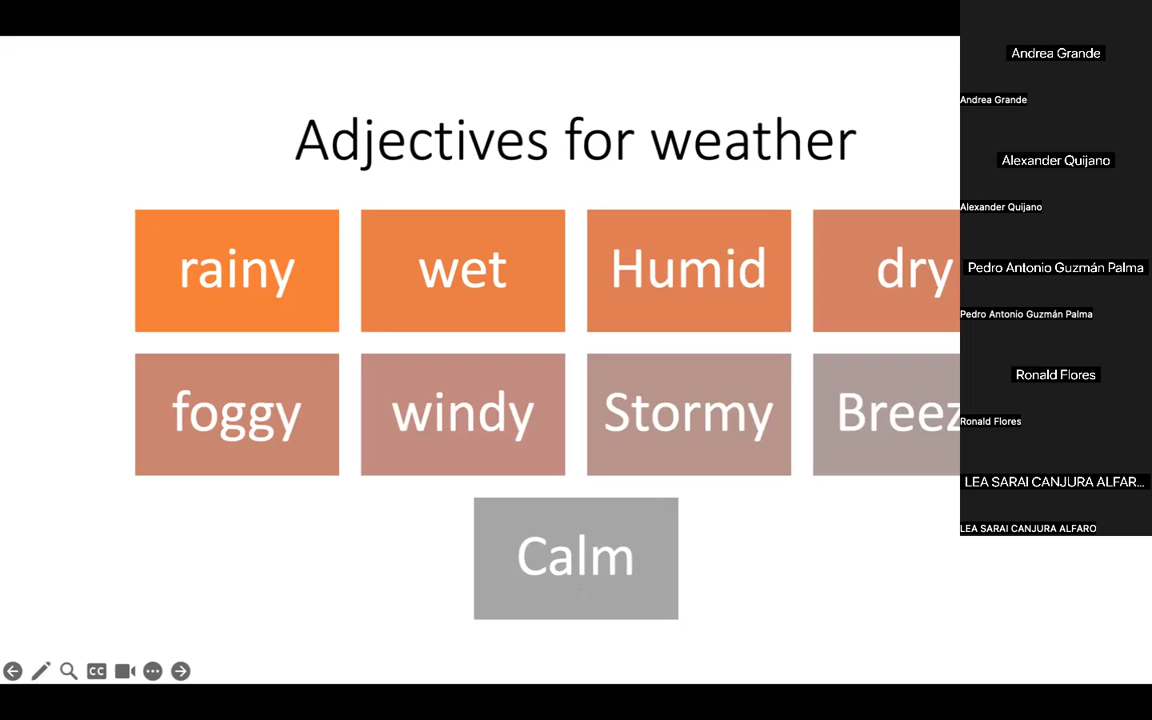 Adjectives for weather
rainy
wet
Humid
dry
foggy
windy
Stormy
Breez
Calm
CC
Andrea Grande
Andrea Grande
Alexander Quijano
Alexander Quijano
Pedro Antonio Guzmán Palma
Pedro Antonio Guzmán Palma
Ronald Flores
Ronald Flores
LEA SARAI CANJURA ALFAR...
LEA SARAI CANJURA ALFARO